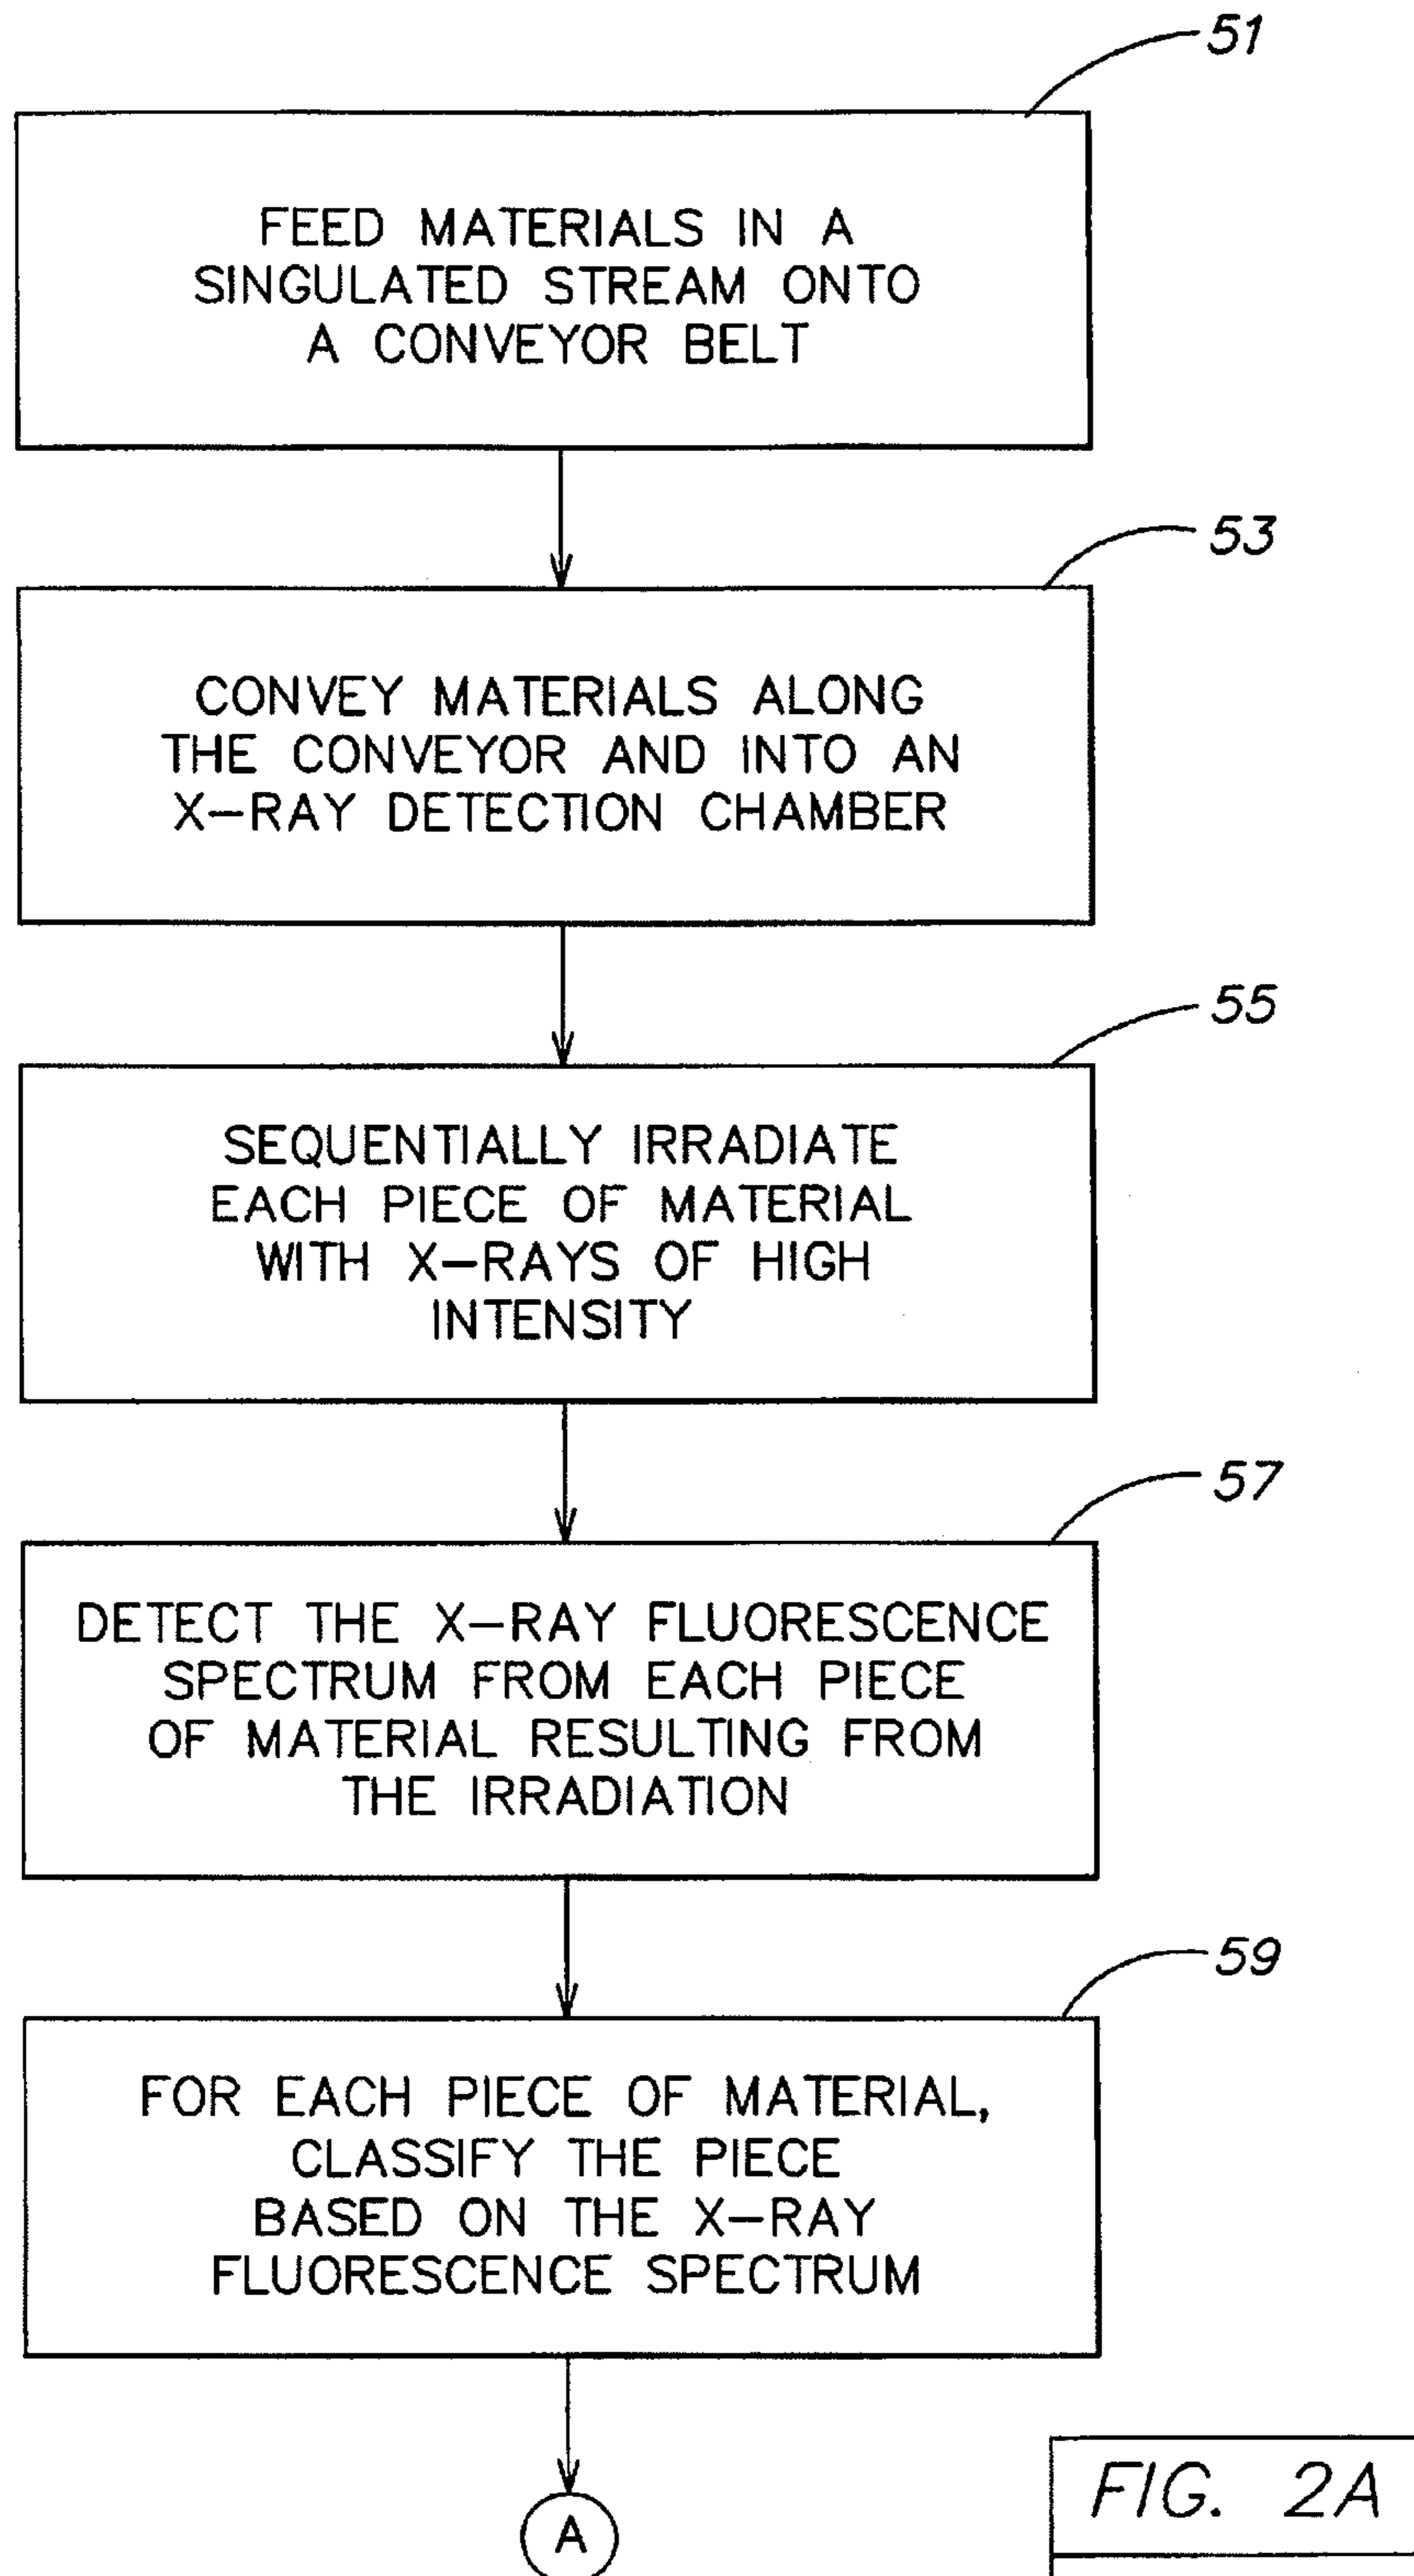 51
FEED MATERIALS IN A
SINGULATED STREAM ONTO
A CONVEYOR BELT
53
CONVEY MATERIALS ALONG
THE CONVEYOR AND INTO AN
X-RAY DETECTION CHAMBER
55
SEQUENTIALLY IRRADIATE
EACH PIECE OF MATERIAL
WITH X-RAYS OF HIGH
INTENSITY
57
DETECT THE X-RAY FLUORESCENCE
SPECTRUM FROM EACH PIECE
OF MATERIAL RESULTING FROM
THE IRRADIATION
59
FOR EACH PIECE OF MATERIAL,
CLASSIFY THE PIECE
BASED ON THE X-RAY
FLUORESCENCE SPECTRUM
A
FIG. 2A